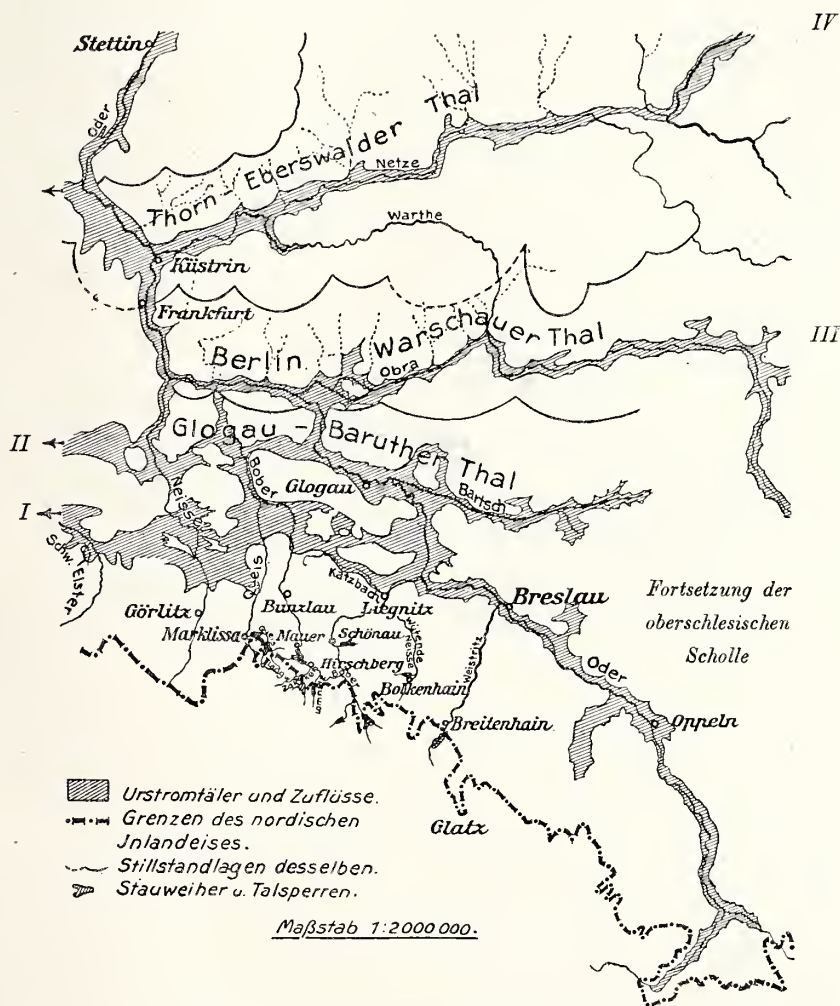 IV
Stettin
Oder
Thorn - Eberswalder Thal
Netze
Warthe
Küstrin
Frankfurt
Berlin Warschauer Thal
Obra
III
II
Glogau - Baruther Thal
Bober
Glogau
Bartsch
Neisse
I
Schw. Elster
Queis
Katzbach
Görlitz
Bunzlau
Liegnitz
Breslau
Fortsetzung der
oberschlesischen
Scholle
Marklissa
Mauer
Schönau
Wütende Neisse
Weistritz
Oder
Hirschberg
Bober
Bolkenhain
Breitenhain
Oppeln
Glatz
Urstromtäler und Zuflüsse.
Grenzen des nordischen
Jnlandeises.
Stillstandlagen desselben.
Stauweiher u. Talsperren.
Maßstab 1:2000000.